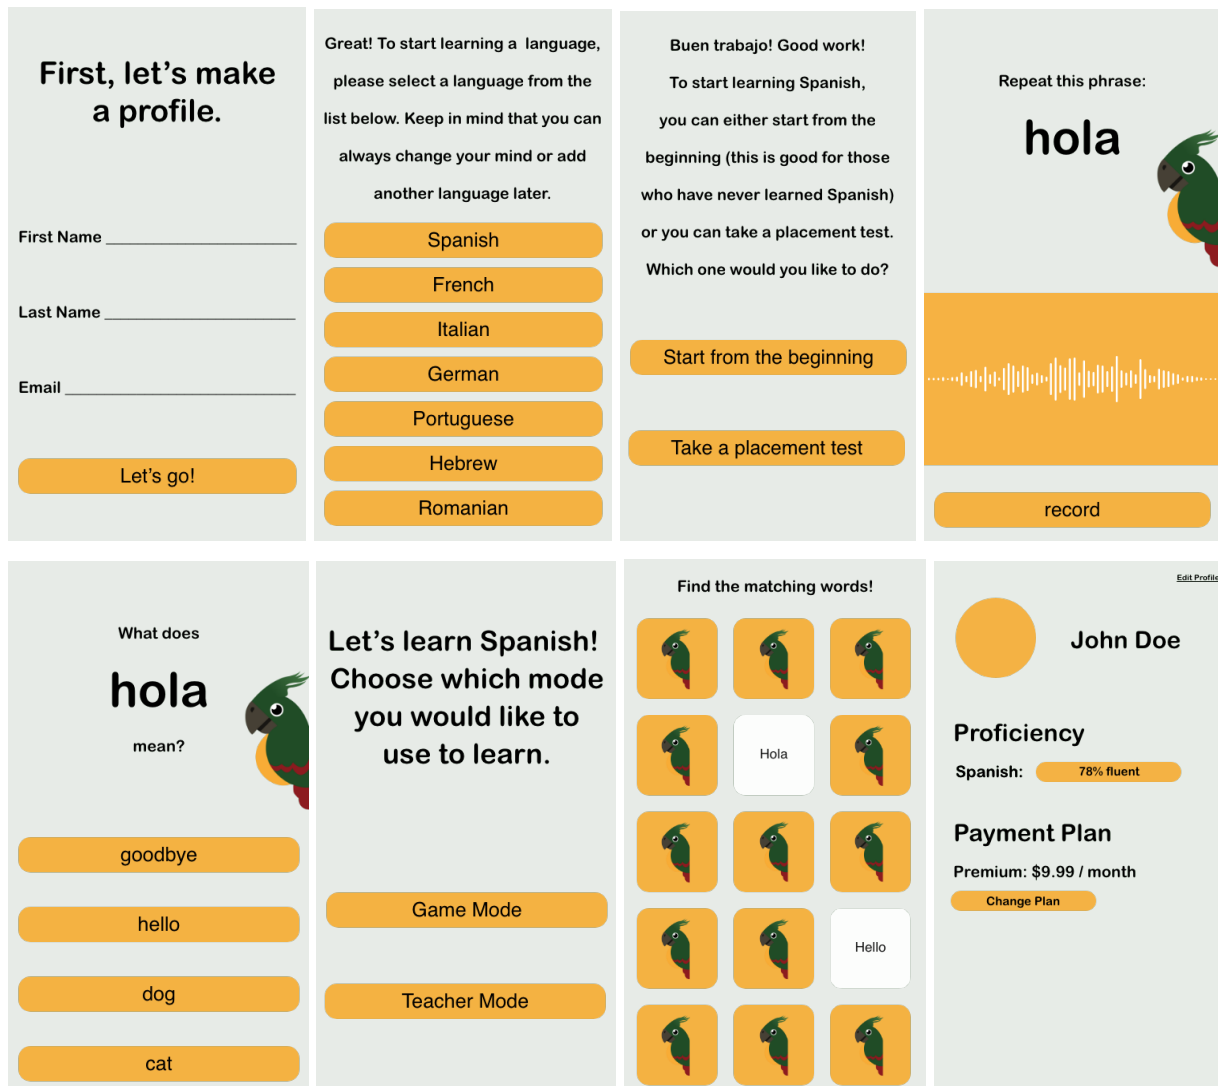 First, let's make
a profile.
First Name
Last Name
Email
Let's go!
Great! To start learning a language,
please select a language from the
list below. Keep in mind that you can
always change your mind or add
another language later.
Spanish
French
Italian
German
Portuguese
Hebrew
Romanian
Buen trabajo! Good work!
To start learning Spanish,
you can either start from the
beginning (this is good for those
who have never learned Spanish)
or you can take a placement test.
Which one would you like to do?
Start from the beginning
Take a placement test
Repeat this phrase:
hola
record
What does
hola
mean?
goodbye
hello
dog
cat
Let's learn Spanish!
Choose which mode
you would like to
use to learn.
Game Mode
Teacher Mode
Find the matching words!
Hola
Hello
Edit Profile
John Doe
Proficiency
Spanish: 78% fluent
Payment Plan
Premium: $9.99 / month
Change Plan